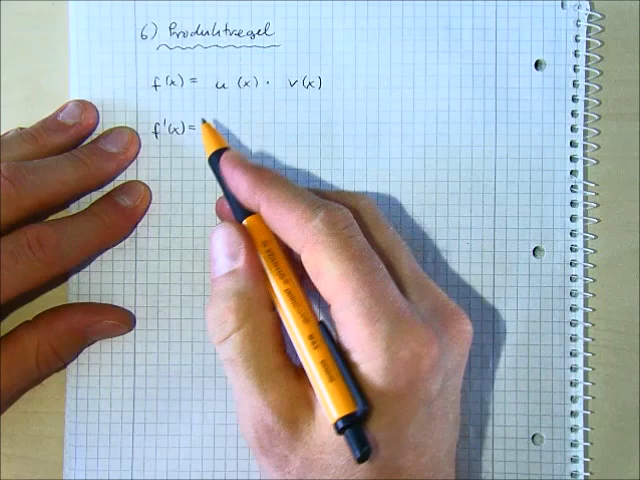 6) Produktregel
f(x) = u(x) · v(x)
f'(x) =